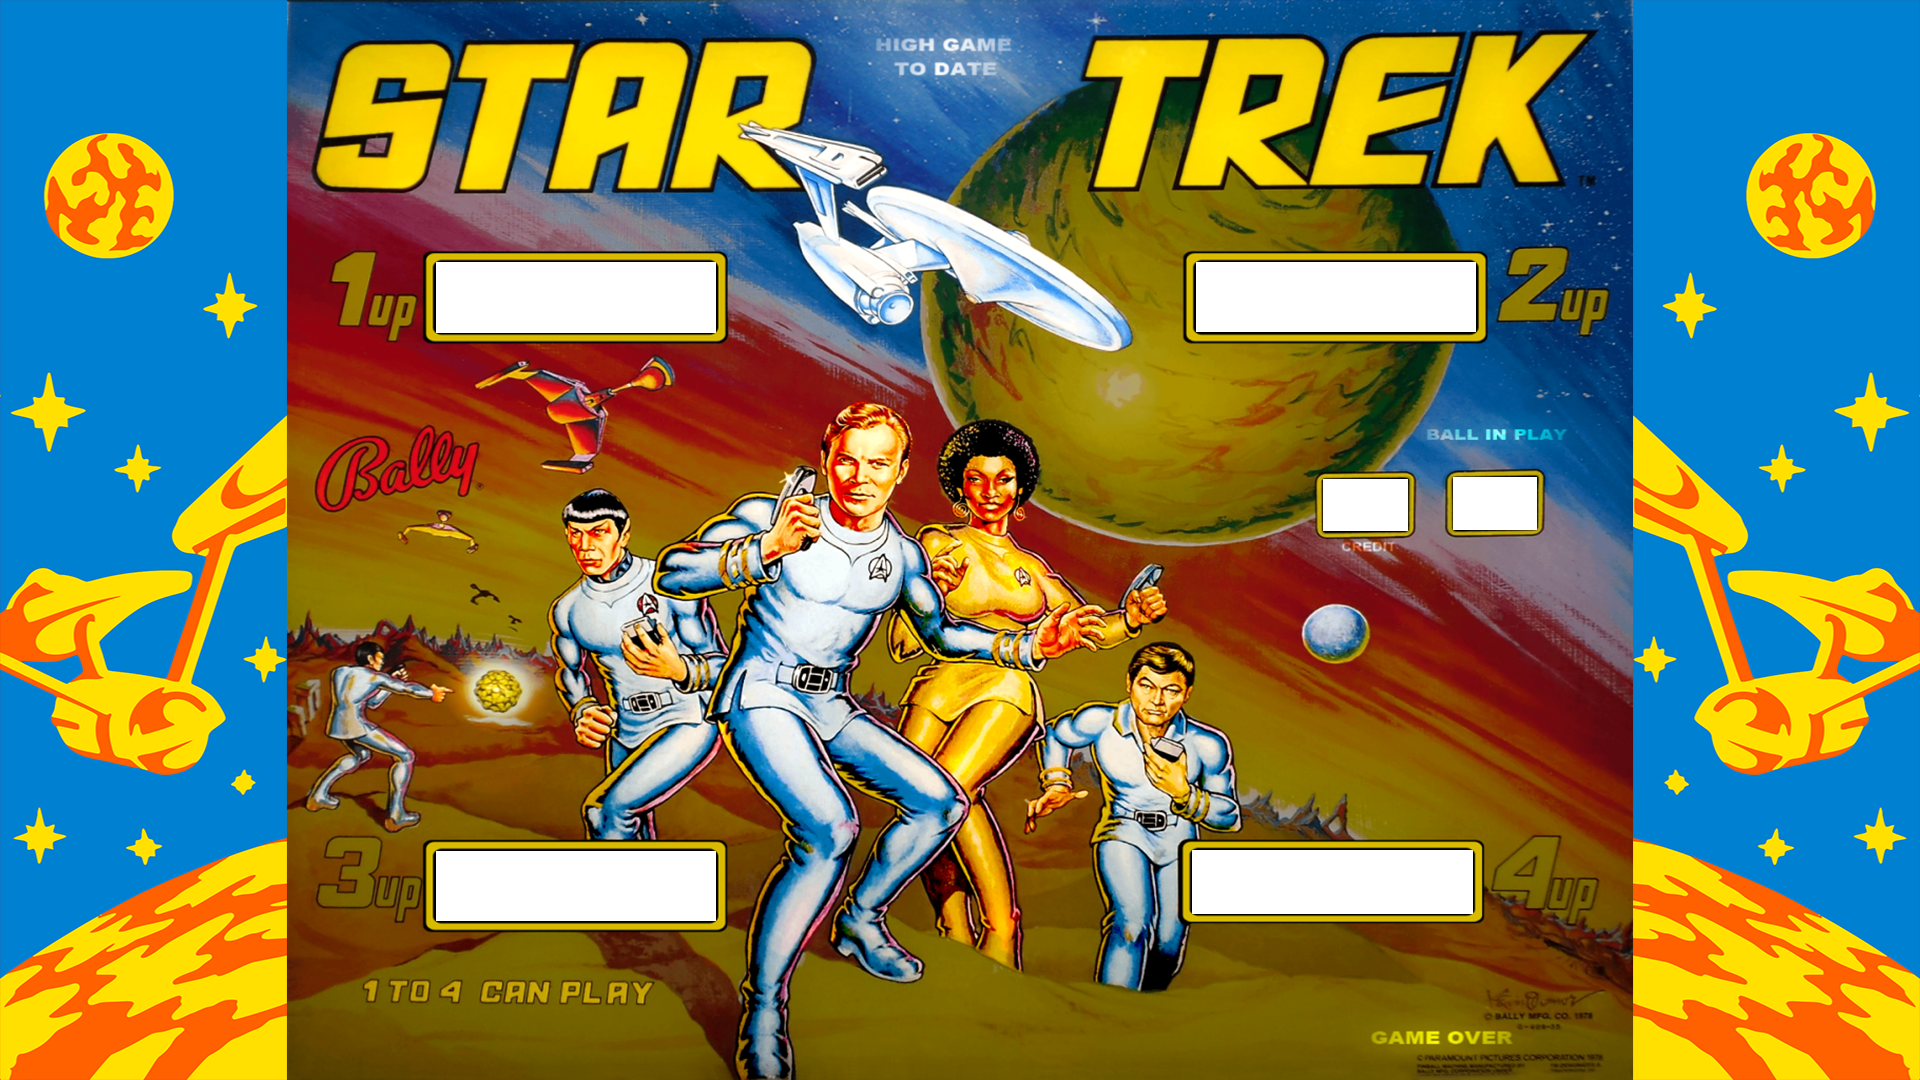 STAR TREK
HIGH GAME
TO DATE
TM
1UP
2UP
Bally
BALL IN PLAY
CREDIT
3UP
4UP
1 TO 4 CAN PLAY
© BALLY MFG. CO. 1978
GAME OVER
© PARAMOUNT PICTURES CORPORATION 1978